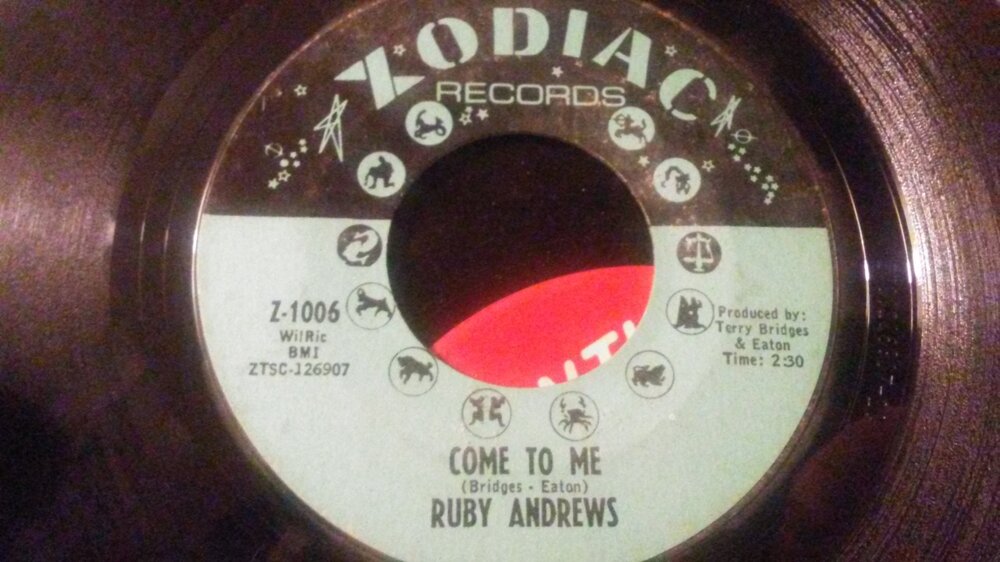 ZODIAC
RECORDS
Z-1006
WilRic
BMI
ZTSC-126907
Produced by:
Terry Bridges
& Eaton
Time: 2:30
COME TO ME
(Bridges - Eaton)
RUBY ANDREWS